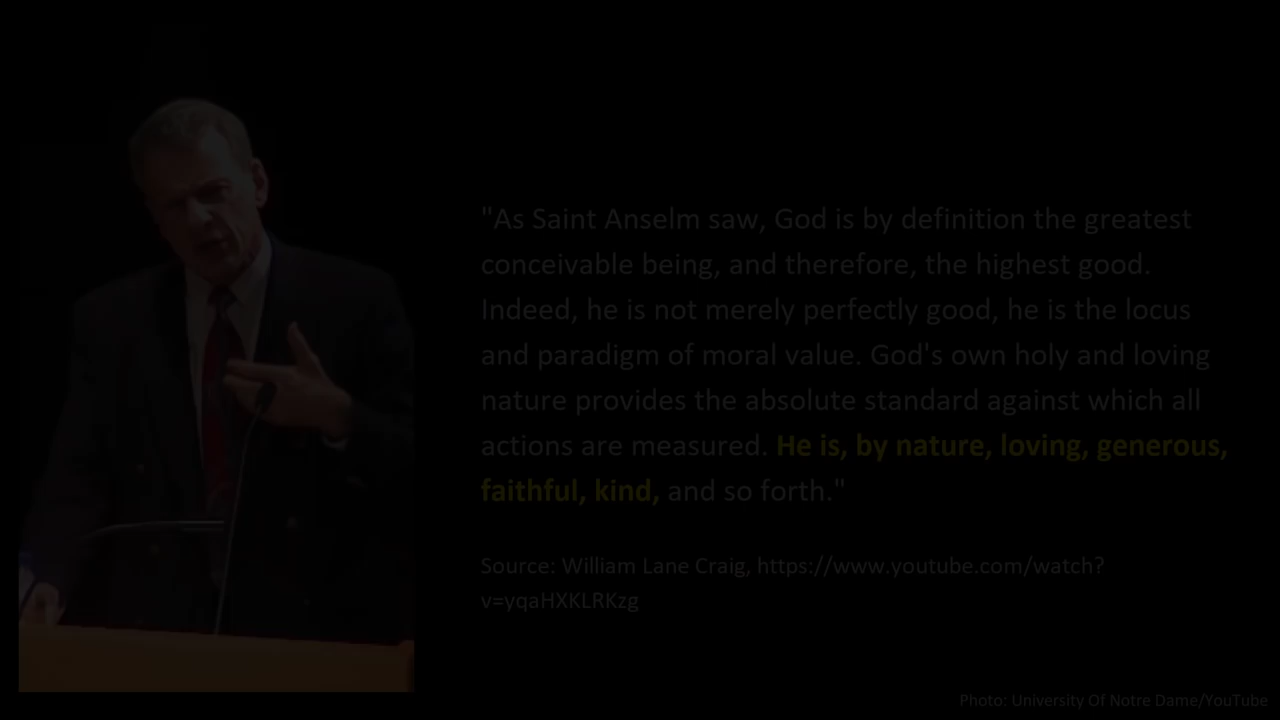 "As Saint Anselm saw, God is by definition the greatest
conceivable being, and therefore, the highest good.
Indeed, he is not merely perfectly good, he is the locus
and paradigm of moral value. God's own holy and loving
nature provides the absolute standard against which all
actions are measured. He is, by nature, loving, generous,
faithful, kind, and so forth."
Source: William Lane Craig, https://www.youtube.com/watch?
v=yqaHXKLRKzg
Photo: University Of Notre Dame/YouTube